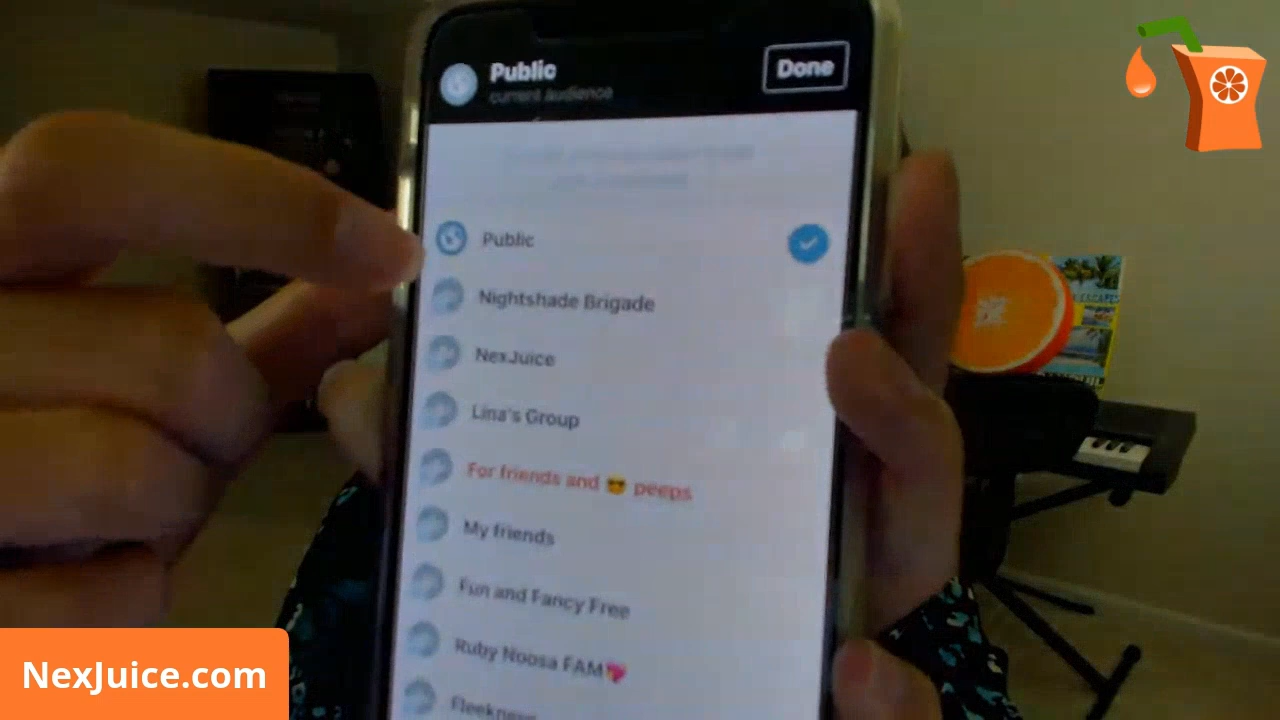 Public
current audience
Done
Public
Nightshade Brigade
NexJuice
Lina's Group
For friends and 😎 peeps
My friends
Fun and Fancy Free
Ruby Noosa FAM💖
NexJuice.com